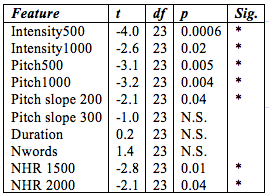 Feature t df p Sig.
Intensity500 -4.0 23 0.0006 *
Intensity1000 -2.6 23 0.02 *
Pitch500 -3.1 23 0.005 *
Pitch1000 -3.2 23 0.004 *
Pitch slope 200 -2.1 23 0.04 *
Pitch slope 300 -1.0 23 N.S.
Duration 0.2 23 N.S.
Nwords 1.4 23 N.S.
NHR 1500 -2.8 23 0.01 *
NHR 2000 -2.1 23 0.04 *